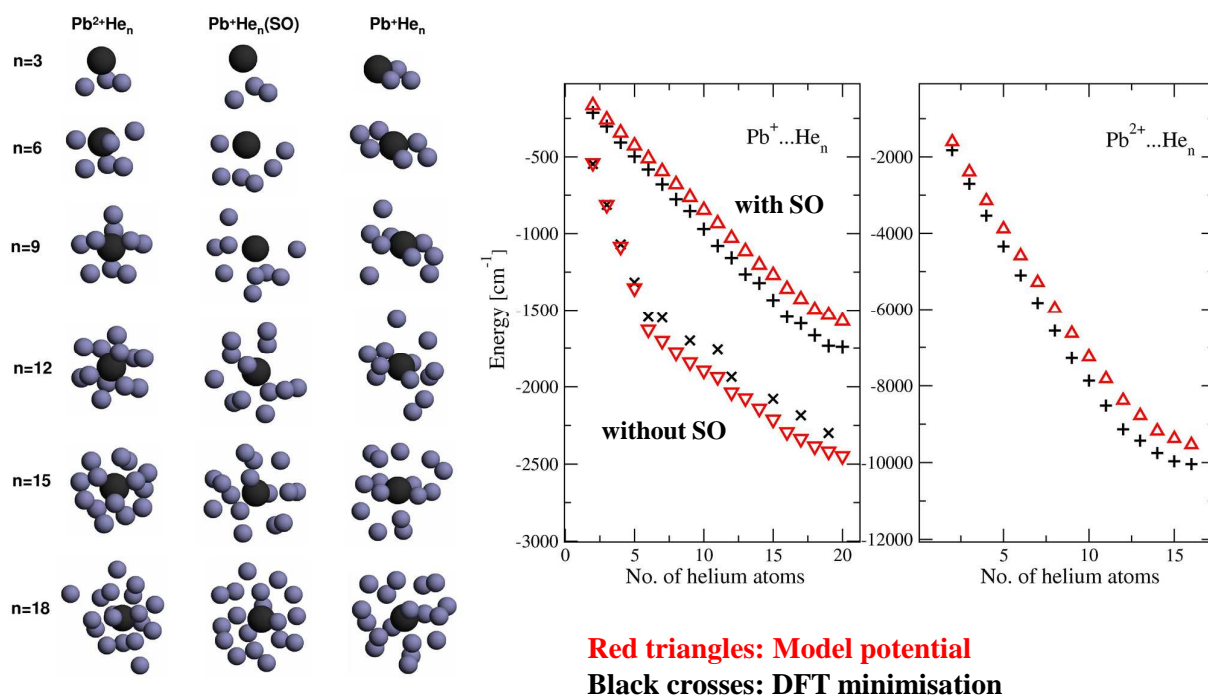 Pb2+Hen Pb+Hen(SO) Pb+Hen
n=3
n=6
n=9
n=12
n=15
n=18
Energy [cm-1]
-500
-1000
-1500
-2000
-2500
-3000
0 5 10 15 20
No. of helium atoms
Pb+...Hen
with SO
without SO
-2000
-4000
-6000
-8000
-10000
-12000
5 10 15
No. of helium atoms
Pb2+...Hen
Red triangles: Model potential
Black crosses: DFT minimisation